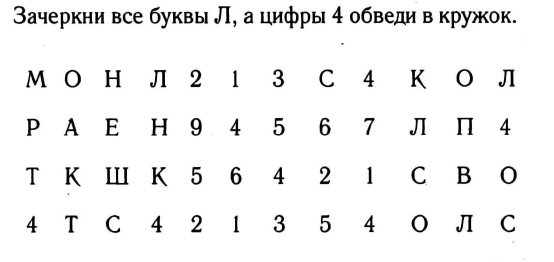 Зачеркни все буквы Л, а цифры 4 обведи в кружок.
М О Н Л 2 1 3 С 4 К О Л
Р А Е Н 9 4 5 6 7 Л П 4
Т К Ш К 5 6 4 2 1 С В О
4 Т С 4 2 1 3 5 4 О Л С